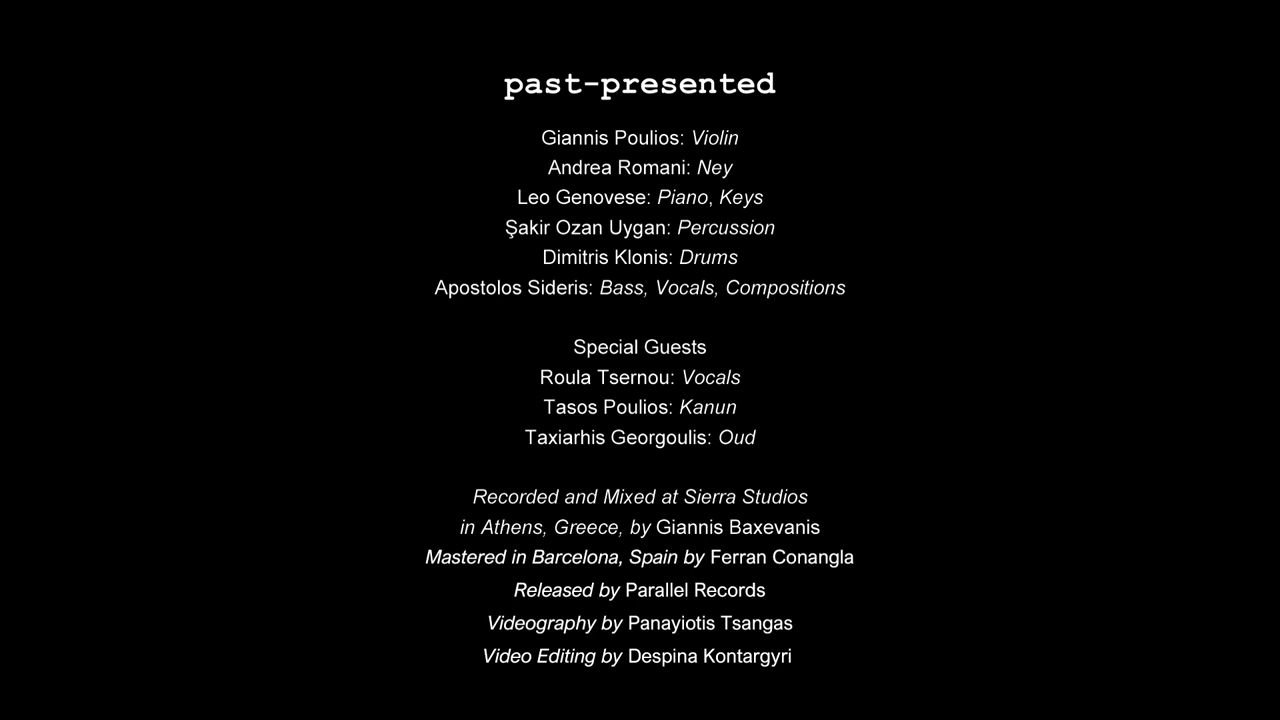 past-presented
Giannis Poulios: Violin
Andrea Romani: Ney
Leo Genovese: Piano, Keys
Şakir Ozan Uygan: Percussion
Dimitris Klonis: Drums
Apostolos Sideris: Bass, Vocals, Compositions
Special Guests
Roula Tsernou: Vocals
Tasos Poulios: Kanun
Taxiarhis Georgoulis: Oud
Recorded and Mixed at Sierra Studios
in Athens, Greece, by Giannis Baxevanis
Mastered in Barcelona, Spain by Ferran Conangla
Released by Parallel Records
Videography by Panayiotis Tsangas
Video Editing by Despina Kontargyri